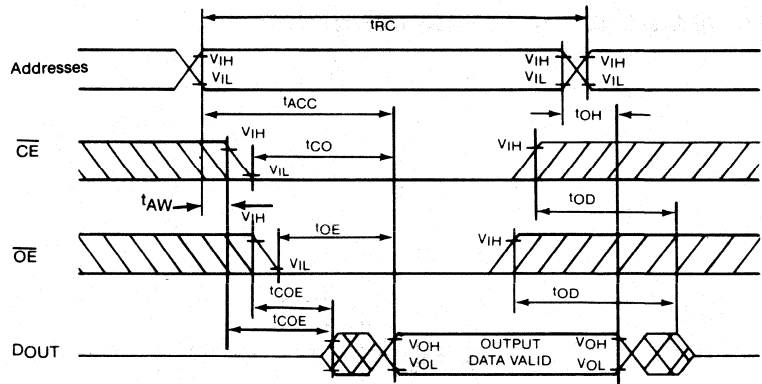 tRC
Addresses
VIH
VIL
VIH
VIL
VIH
VIL
tACC
tOH
CE
VIH
tCO
VIL
VIH
tAW
tOD
OE
VIH
tOE
VIL
VIH
tCOE
tOD
tCOE
DOUT
VOH
VOL
OUTPUT
DATA VALID
VOH
VOL